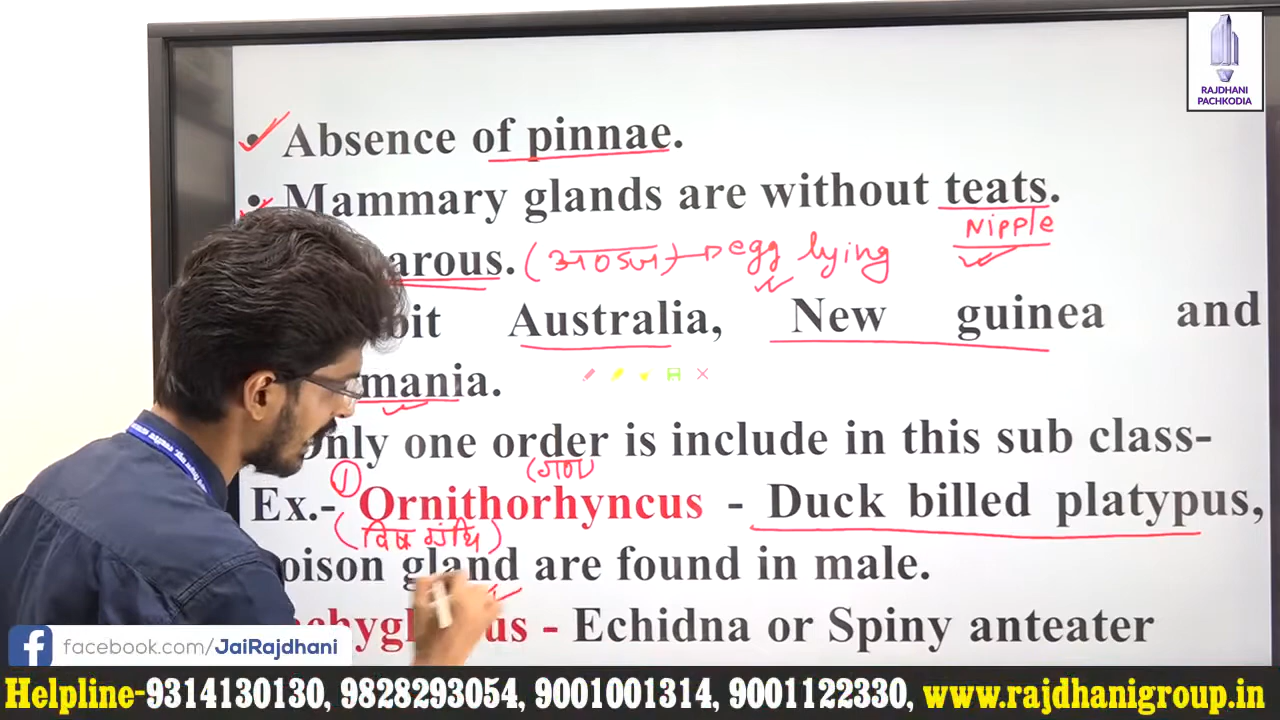 RAJDHANI
PACHKODIA
• Absence of pinnae.
• Mammary glands are without teats.
Nipple
arous. (अण्डज) → egg lying
bit Australia, New guinea and
mania.
Only one order is include in this sub class-
(गण)
① Ex.- Ornithorhyncus - Duck billed platypus,
(विष ग्रंथि)
oison gland are found in male.
Echidna or Spiny anteater
facebook.com/JaiRajdhani
Helpline-9314130130, 9828293054, 9001001314, 9001122330, www.rajdhanigroup.in